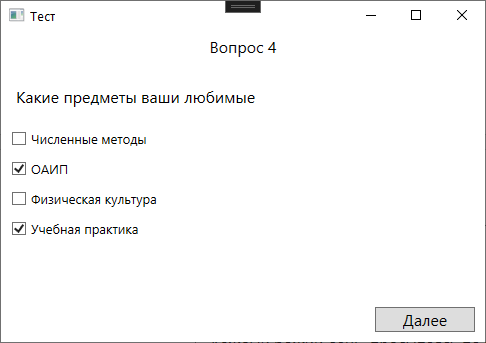 Тест
Вопрос 4
Какие предметы ваши любимые
Численные методы
ОАИП
Физическая культура
Учебная практика
Далее